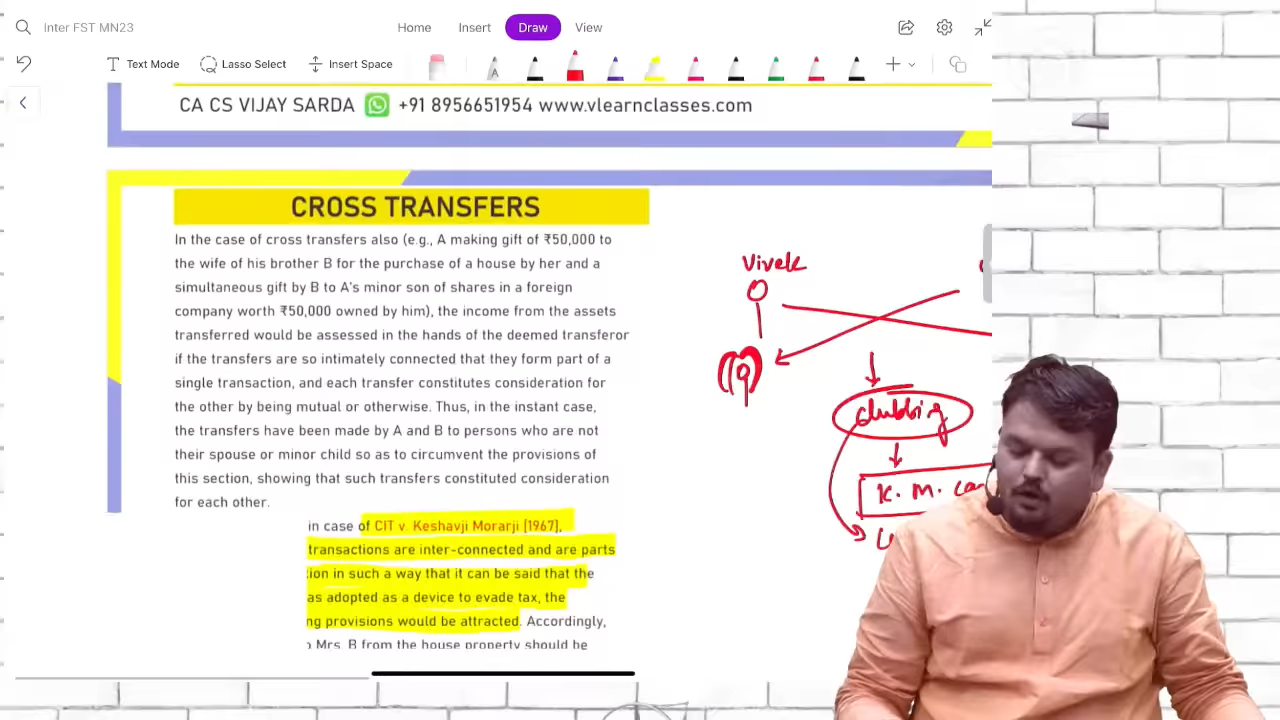 Inter FST MN23
Home Insert Draw View
Text Mode Lasso Select Insert Space
CA CS VIJAY SARDA +91 8956651954 www.vlearnclasses.com
CROSS TRANSFERS
In the case of cross transfers also (e.g., A making gift of ₹50,000 to
the wife of his brother B for the purchase of a house by her and a
simultaneous gift by B to A's minor son of shares in a foreign
company worth ₹50,000 owned by him), the income from the assets
transferred would be assessed in the hands of the deemed transferor
if the transfers are so intimately connected that they form part of a
single transaction, and each transfer constitutes consideration for
the other by being mutual or otherwise. Thus, in the instant case,
the transfers have been made by A and B to persons who are not
their spouse or minor child so as to circumvent the provisions of
this section, showing that such transfers constituted consideration
for each other.
in case of CIT v. Keshavji Morarji [1967],
transactions are inter-connected and are parts
ion in such a way that it can be said that the
as adopted as a device to evade tax, the
ng provisions would be attracted. Accordingly,
o Mrs. B from the house property should be
Vivek
clubbing
K. M. Ca